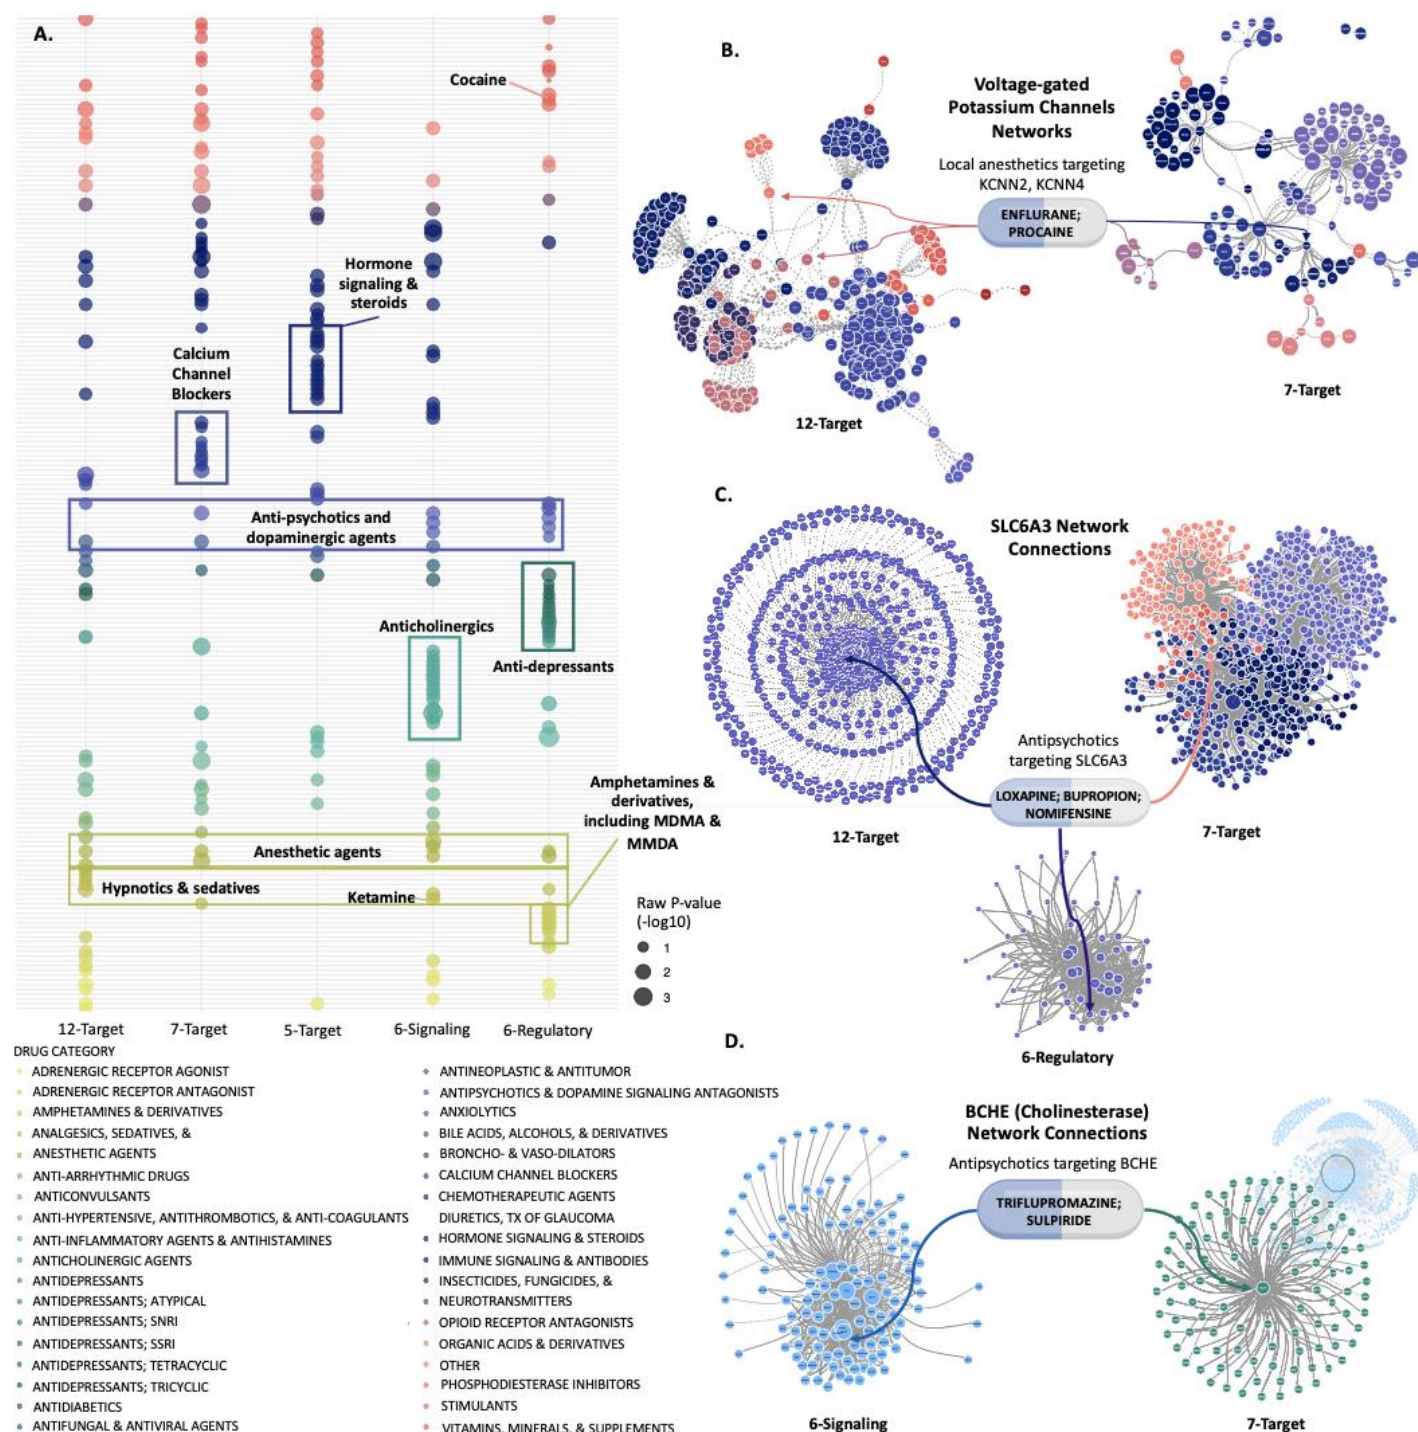 A.
Cocaine
Hormone
signaling &
steroids
Calcium
Channel
Blockers
Anti-psychotics and
dopaminergic agents
Anticholinergics
Anti-depressants
Amphetamines &
derivatives,
including MDMA &
MMDA
Anesthetic agents
Hypnotics & sedatives
Ketamine
Raw P-value
(-log10)
1
2
3
12-Target
7-Target
5-Target
6-Signaling
6-Regulatory
DRUG CATEGORY
ADRENERGIC RECEPTOR AGONIST
ADRENERGIC RECEPTOR ANTAGONIST
AMPHETAMINES & DERIVATIVES
ANALGESICS, SEDATIVES, &
ANESTHETIC AGENTS
ANTI-ARRHYTHMIC DRUGS
ANTICONVULSANTS
ANTI-HYPERTENSIVE, ANTITHROMBOTICS, & ANTI-COAGULANTS
ANTI-INFLAMMATORY AGENTS & ANTIHISTAMINES
ANTICHOLINERGIC AGENTS
ANTIDEPRESSANTS
ANTIDEPRESSANTS; ATYPICAL
ANTIDEPRESSANTS; SNRI
ANTIDEPRESSANTS; SSRI
ANTIDEPRESSANTS; TETRACYCLIC
ANTIDEPRESSANTS; TRICYCLIC
ANTIDIABETICS
ANTIFUNGAL & ANTIVIRAL AGENTS
ANTINEOPLASTIC & ANTITUMOR
ANTIPSYCHOTICS & DOPAMINE SIGNALING ANTAGONISTS
ANXIOLYTICS
BILE ACIDS, ALCOHOLS, & DERIVATIVES
BRONCHO- & VASO-DILATORS
CALCIUM CHANNEL BLOCKERS
CHEMOTHERAPEUTIC AGENTS
DIURETICS, TX OF GLAUCOMA
HORMONE SIGNALING & STEROIDS
IMMUNE SIGNALING & ANTIBODIES
INSECTICIDES, FUNGICIDES, &
NEUROTRANSMITTERS
OPIOID RECEPTOR ANTAGONISTS
ORGANIC ACIDS & DERIVATIVES
OTHER
PHOSPHODIESTERASE INHIBITORS
STIMULANTS
VITAMINS, MINERALS, & SUPPLEMENTS
B.
Voltage-gated
Potassium Channels
Networks
Local anesthetics targeting
KCNN2, KCNN4
ENFLURANE;
PROCAINE
12-Target
7-Target
C.
SLC6A3 Network
Connections
Antipsychotics
targeting SLC6A3
LOXAPINE; BUPROPION;
NOMIFENSINE
12-Target
7-Target
6-Regulatory
D.
BCHE (Cholinesterase)
Network Connections
Antipsychotics targeting BCHE
TRIFLUPROMAZINE;
SULPIRIDE
6-Signaling
7-Target